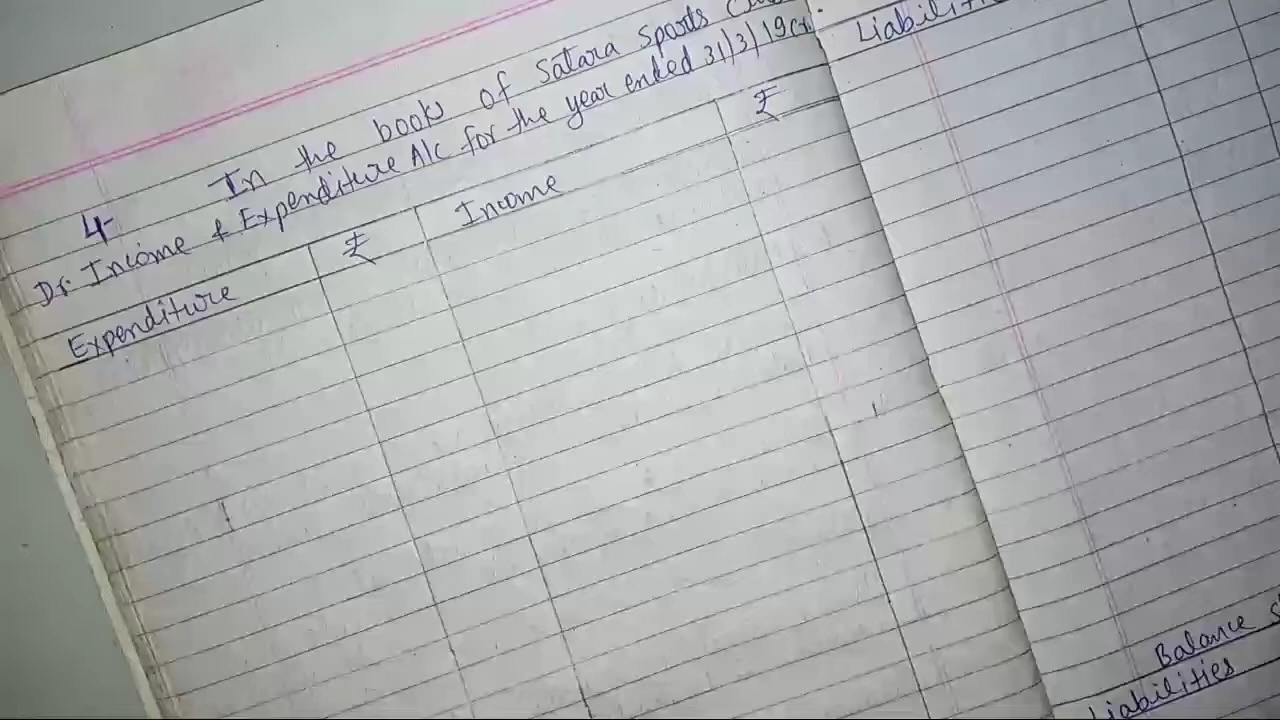 4 In the book of Satara sports
Dr. Income & Expenditure A/c for the year ended 31/3/19
Expenditure ₹ Income ₹
Liabilities
Balance
Liabilities